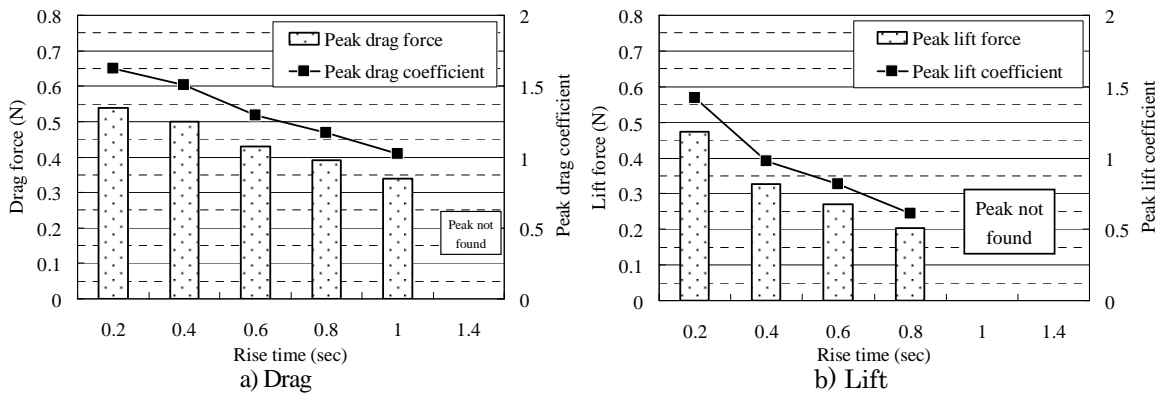 0.8
0.7
0.6
0.5
0.4
0.3
0.2
0.1
0
Drag force (N)
Peak drag force
Peak drag coefficient
2
1.5
1
0.5
0
Peak drag coefficient
Peak not
found
0.2 0.4 0.6 0.8 1 1.4
Rise time (sec)
a) Drag
0.8
0.7
0.6
0.5
0.4
0.3
0.2
0.1
0
Lift force (N)
Peak lift force
Peak lift coefficient
2
1.5
1
0.5
0
Peak lift coefficient
Peak not
found
0.2 0.4 0.6 0.8 1 1.4
Rise time (sec)
b) Lift